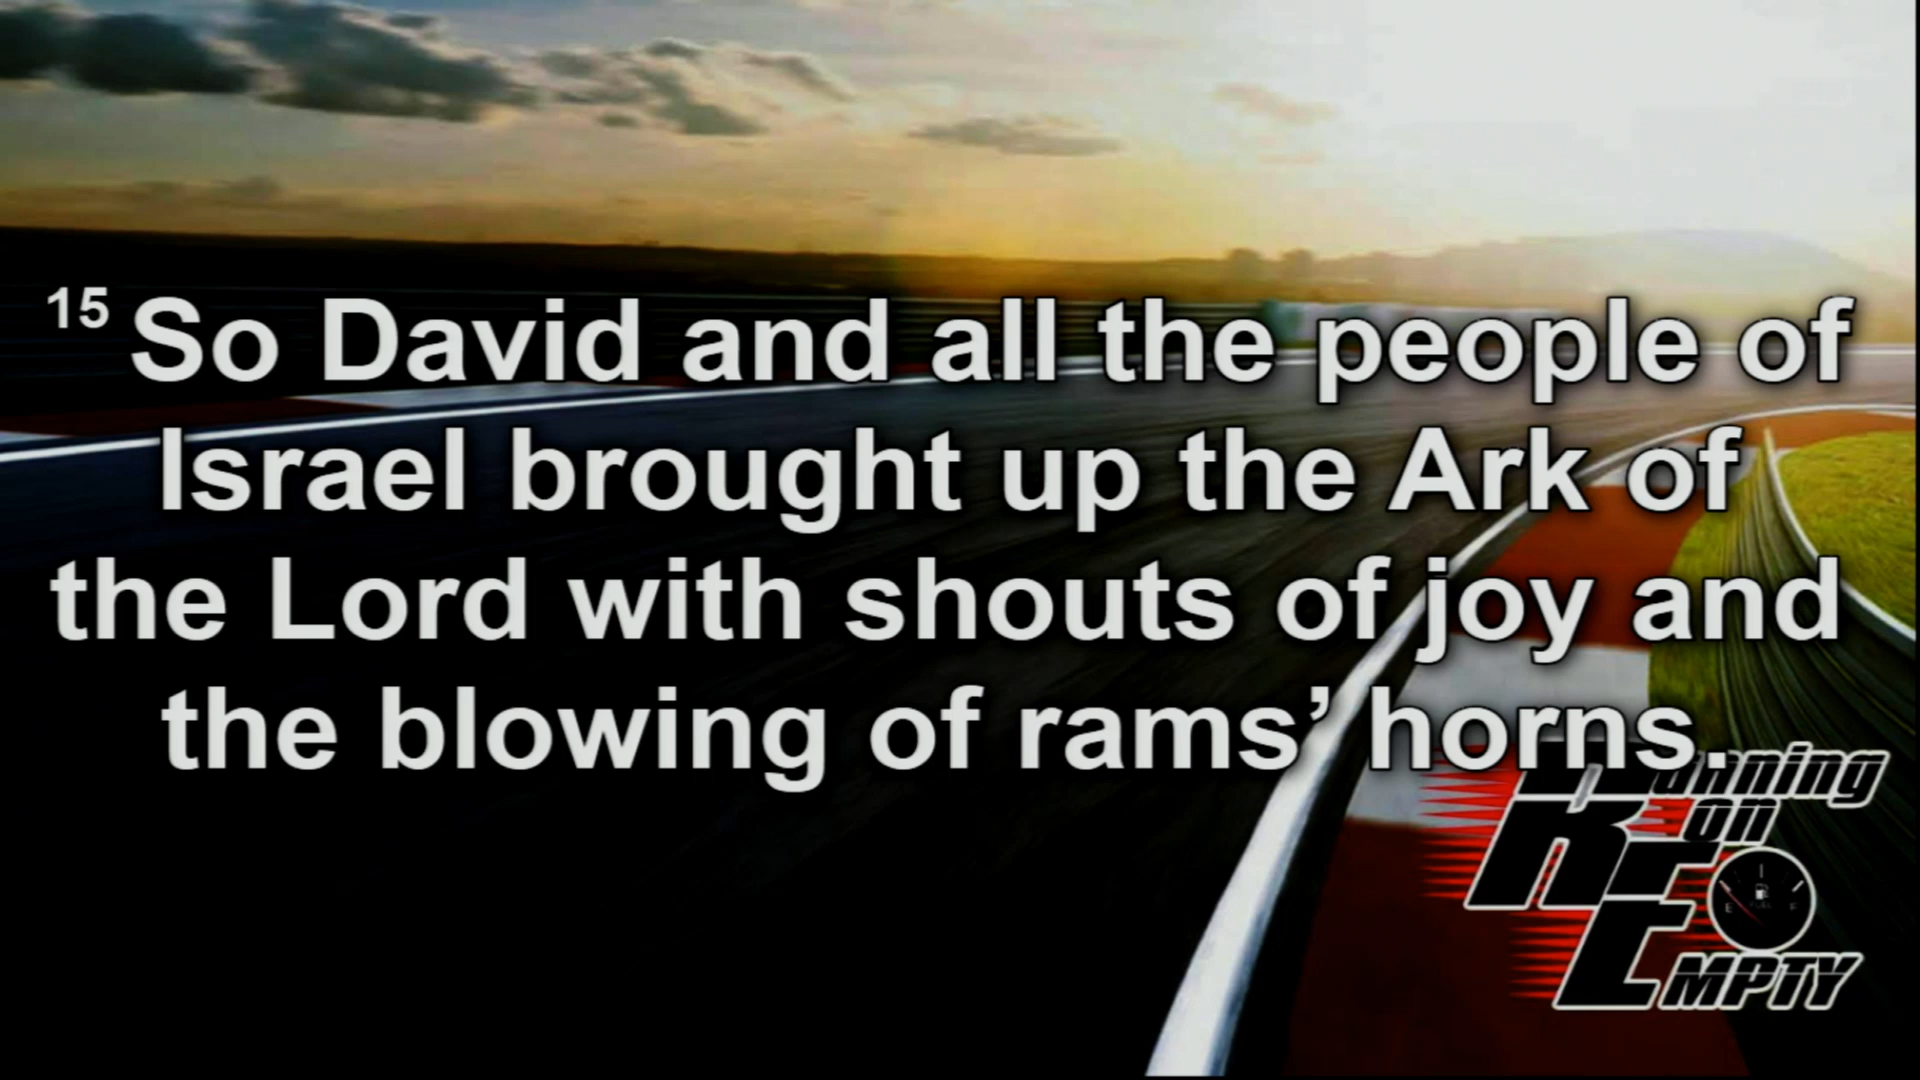 15 So David and all the people of
Israel brought up the Ark of
the Lord with shouts of joy and
the blowing of rams’ horns.
Running
on
EMPTY
E FUEL F